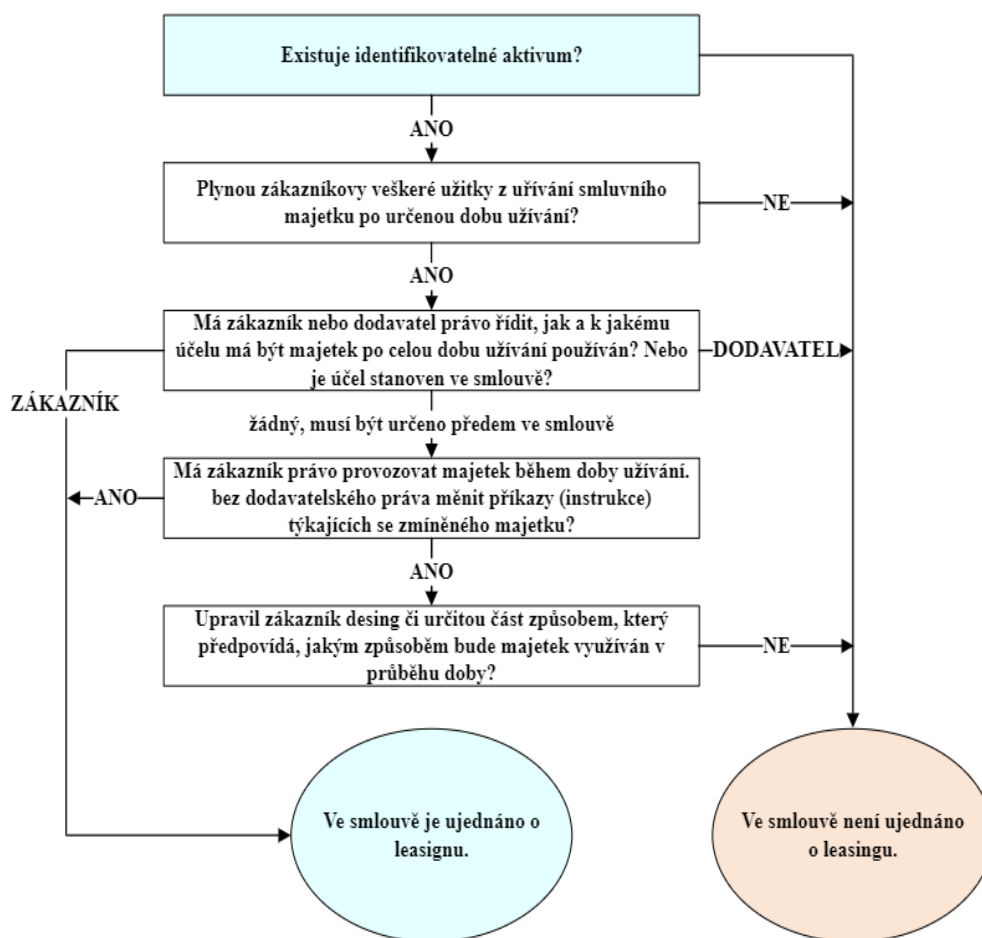 Existuje identifikovatelné aktivum?
ANO
Plynou zákazníkovy veškeré užitky z uřívání smluvního
majetku po určenou dobu užívání?
NE
ANO
Má zákazník nebo dodavatel právo řídit, jak a k jakému
účelu má být majetek po celou dobu užívání používán? Nebo
je účel stanoven ve smlouvě?
DODAVATEL
ZÁKAZNÍK
žádný, musí být určeno předem ve smlouvě
Má zákazník právo provozovat majetek během doby užívání.
bez dodavatelského práva měnit příkazy (instrukce)
týkajících se zmíněného majetku?
ANO
ANO
Upravil zákazník desing či určitou část způsobem, který
předpovídá, jakým způsoběm bude majetek využíván v
průběhu doby?
NE
Ve smlouvě je ujednáno o
leasignu.
Ve smlouvě není ujednáno
o leasingu.